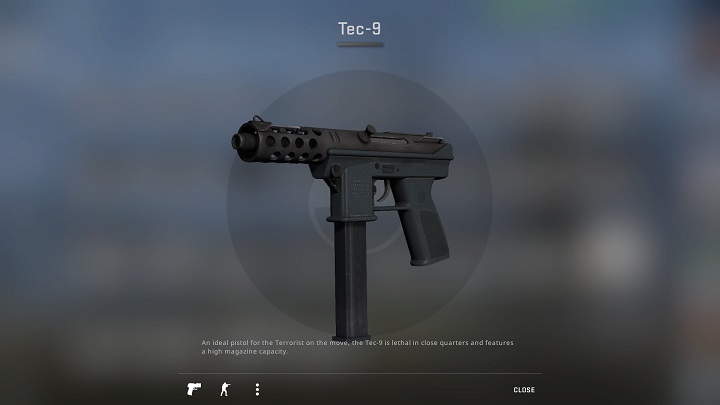 Tec-9
An ideal pistol for the Terrorist on the move, the Tec-9 is lethal in close quarters and features
a high magazine capacity.
CLOSE